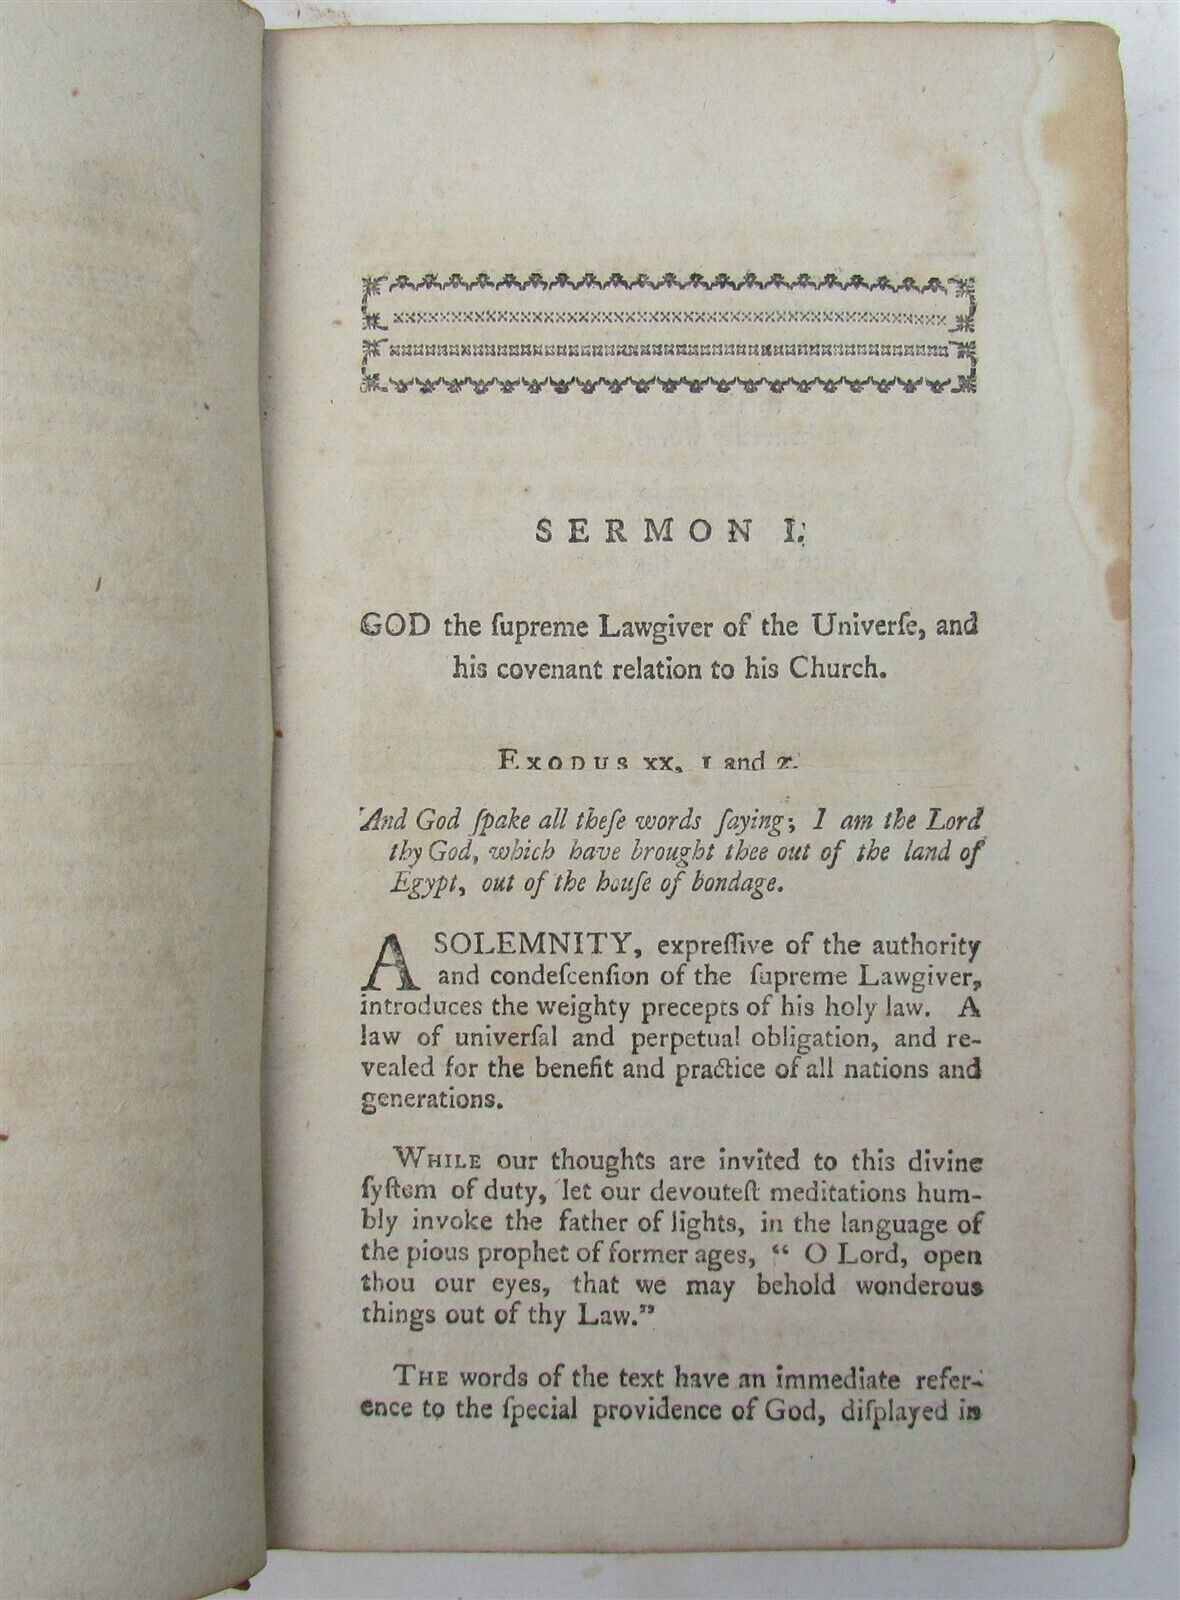 SERMON I.
GOD the ſupreme Lawgiver of the Univerſe, and
his covenant relation to his Church.
EXODUS XX, 1 and 2.
And God ſpake all theſe words ſaying; I am the Lord
thy God, which have brought thee out of the land of
Egypt, out of the houſe of bondage.
A SOLEMNITY, expreſſive of the authority
and condeſcenſion of the ſupreme Lawgiver,
introduces the weighty precepts of his holy law. A
law of univerſal and perpetual obligation, and re-
vealed for the benefit and practice of all nations and
generations.
WHILE our thoughts are invited to this divine
ſyſtem of duty, let our devouteſt meditations hum-
bly invoke the father of lights, in the language of
the pious prophet of former ages, “ O Lord, open
thou our eyes, that we may behold wonderous
things out of thy Law.”
THE words of the text have an immediate refer-
ence to the ſpecial providence of God, diſplayed in